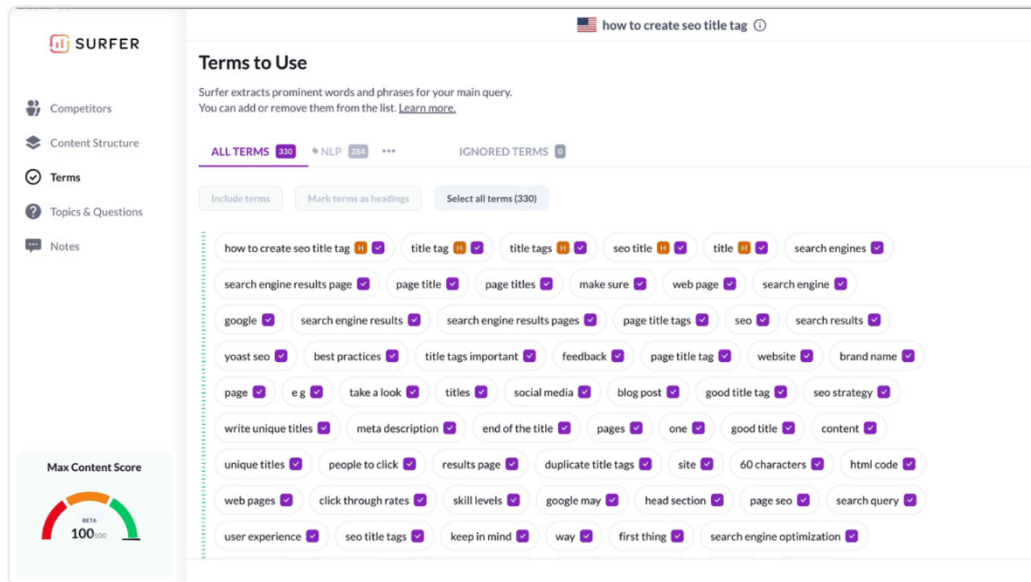 SURFER
how to create seo title tag
Competitors
Content Structure
Terms
Topics & Questions
Notes
Terms to Use
Surfer extracts prominent words and phrases for your main query.
You can add or remove them from the list. Learn more.
ALL TERMS 330 NLP 284 ••• IGNORED TERMS 0
Include terms Mark terms as headings Select all terms (330)
how to create seo title tag H title tag H title tags H seo title H title H search engines
search engine results page page title page titles make sure web page search engine
google search engine results search engine results pages page title tags seo search results
yoast seo best practices title tags important feedback page title tag website brand name
page e g take a look titles social media blog post good title tag seo strategy
write unique titles meta description end of the title pages one good title content
unique titles people to click results page duplicate title tags site 60 characters html code
web pages click through rates skill levels google may head section page seo search query
user experience seo title tags keep in mind way first thing search engine optimization
Max Content Score
BETA
100/100